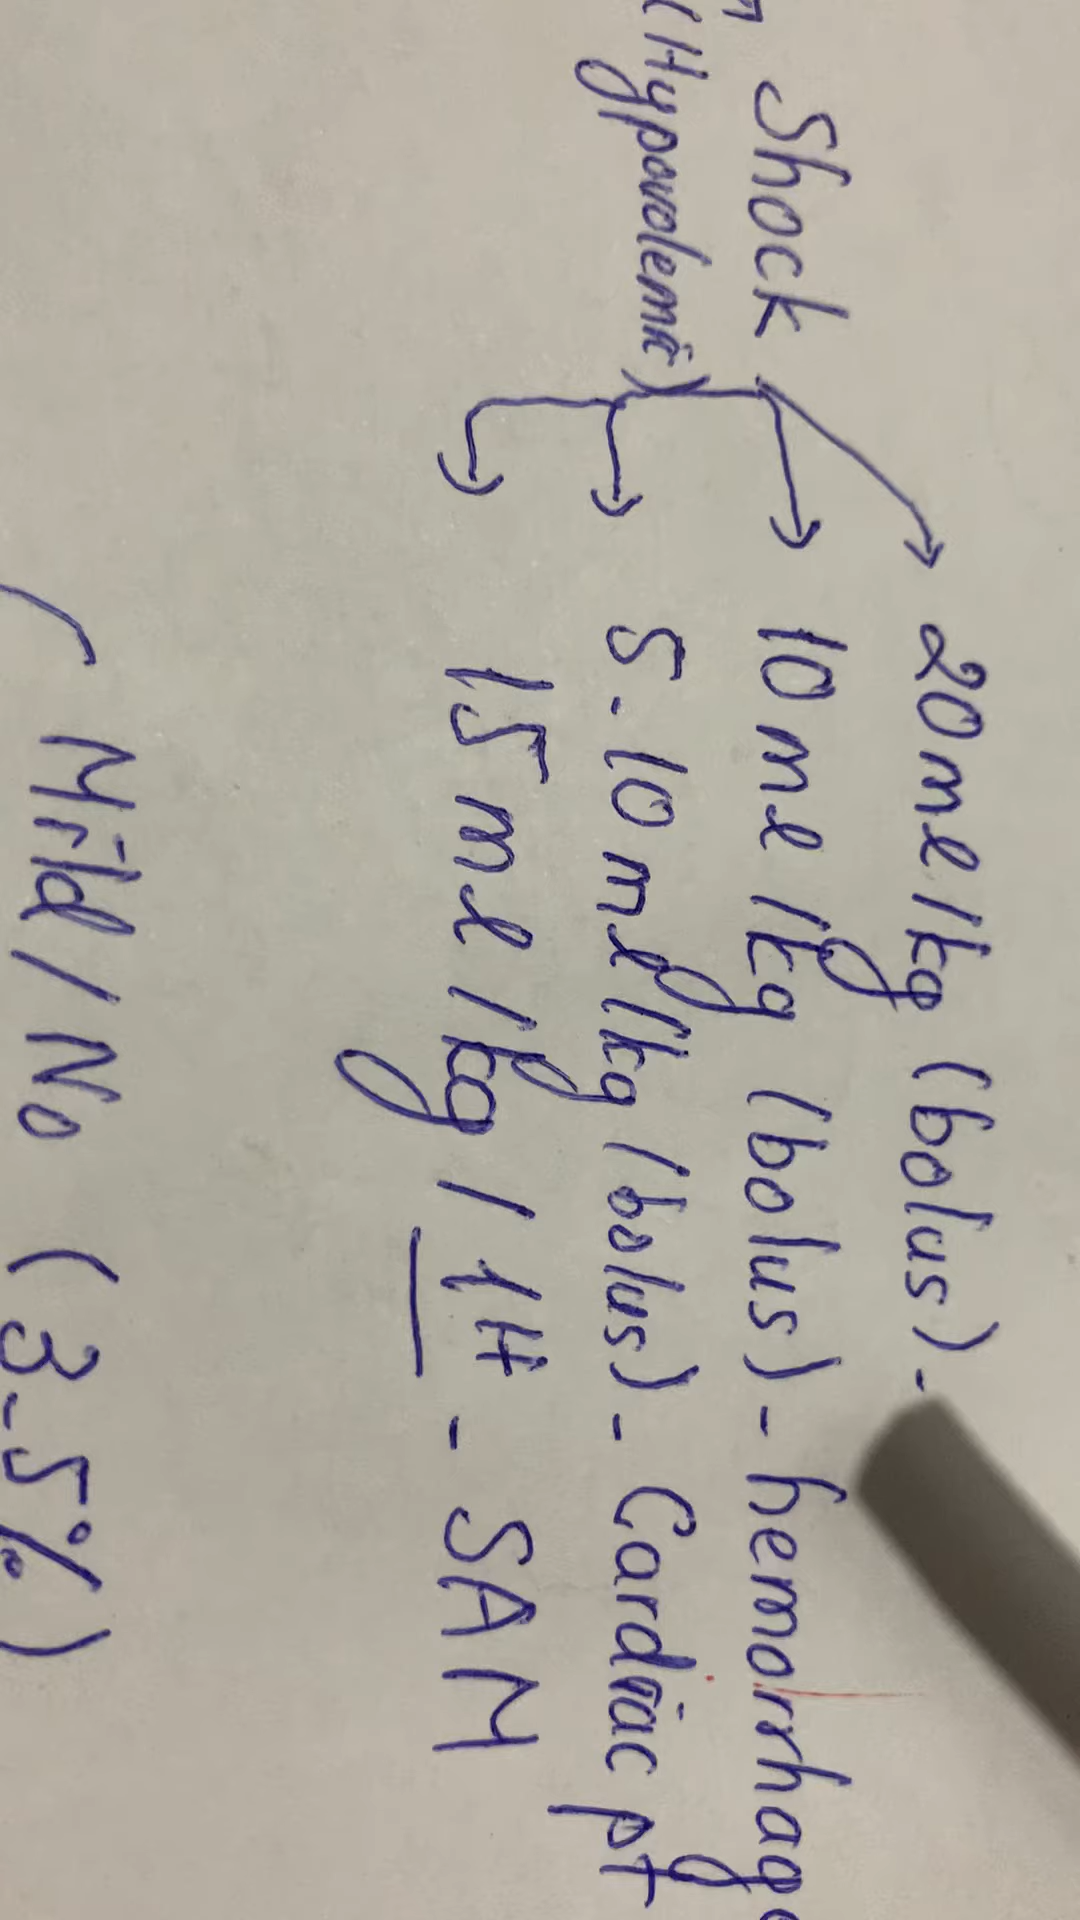 Shock
(Hypovolemic)
20ml/kg (bolus) -
10ml/kg (bolus) - hemorrhage
5-10ml/kg (bolus) - Cardiac pt
15ml/kg/1H - SAM
Mild/No (3-5%)